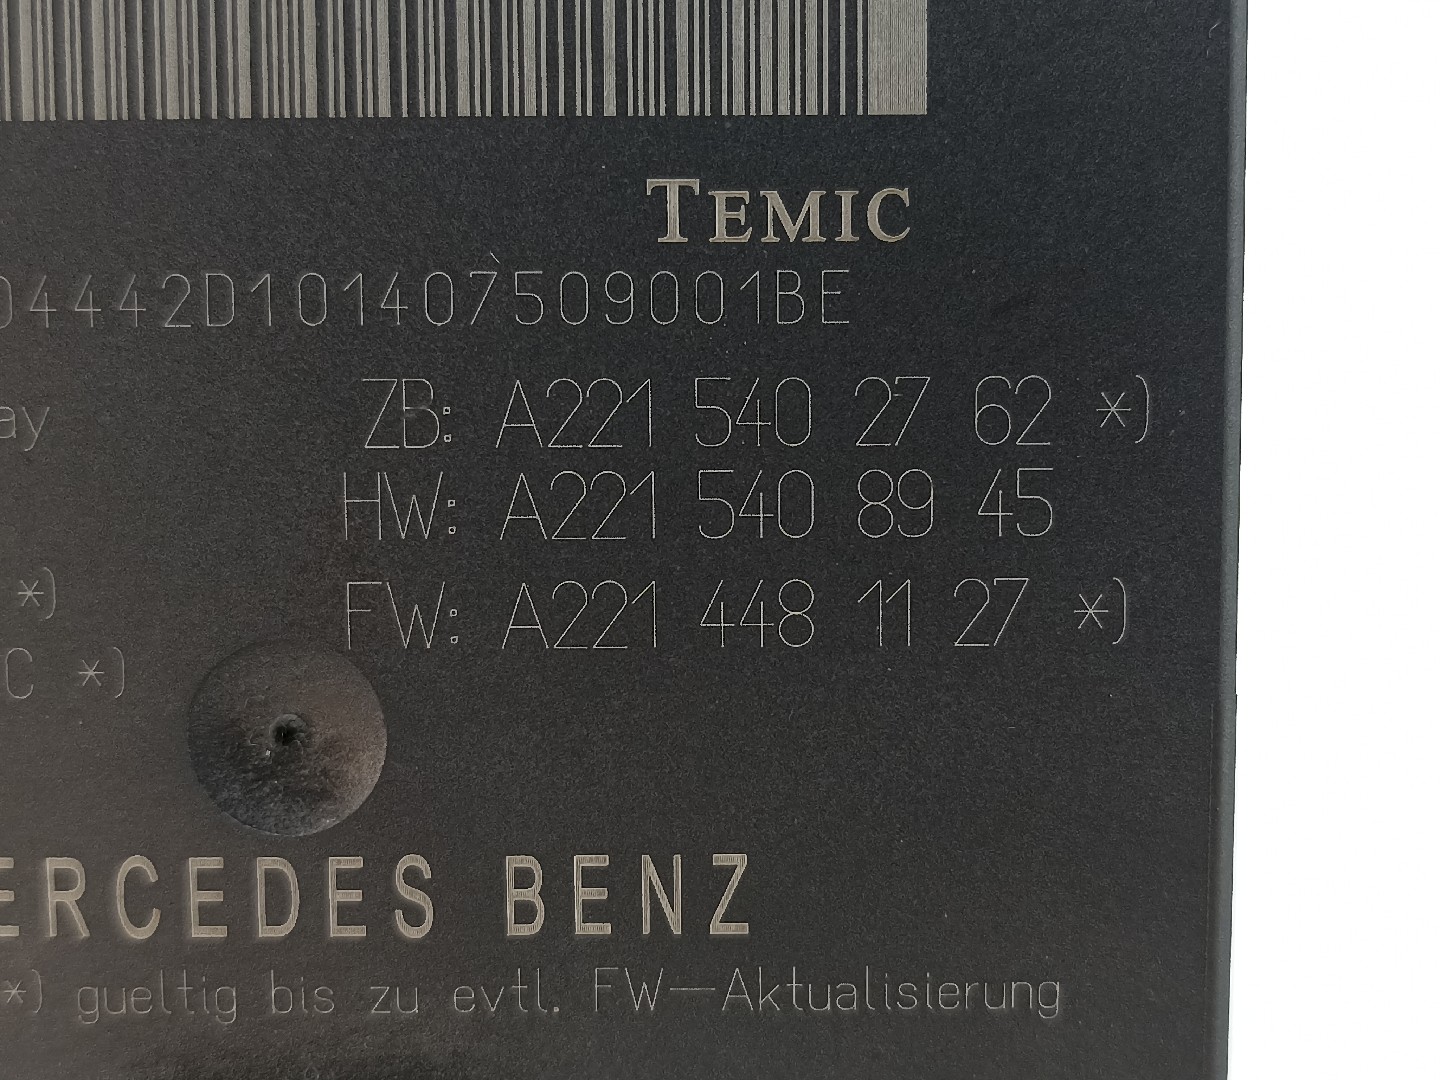 TEMIC
04442D101407509001BE
ay ZB: A221 540 27 62 *)
HW: A221 540 89 45
*) FW: A221 448 11 27 *)
C *)
ERCEDES BENZ
*) gueltig bis zu evtl. FW-Aktualisierung